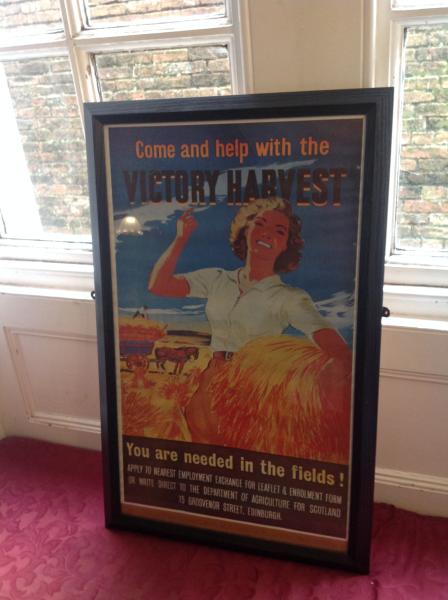 Come and help with the
VICTORY HARVEST
You are needed in the fields!
APPLY TO NEAREST EMPLOYMENT EXCHANGE FOR LEAFLET & ENROLMENT FORM
OR WRITE DIRECT TO THE DEPARTMENT OF AGRICULTURE FOR SCOTLAND
15 GROSVENOR STREET, EDINBURGH.